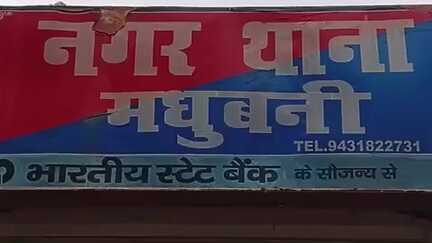 नगर थाना
मधुबनी
TEL.9431822731
भारतीय स्टेट बैंक के सौजन्य से